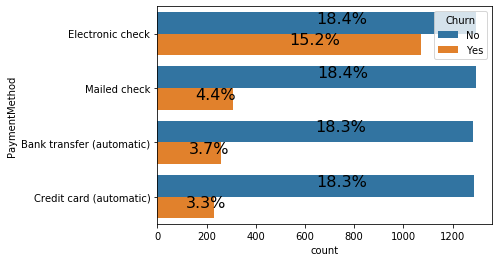 Churn
No
Yes
PaymentMethod
Electronic check
18.4%
15.2%
Mailed check
18.4%
4.4%
Bank transfer (automatic)
18.3%
3.7%
Credit card (automatic)
18.3%
3.3%
0 200 400 600 800 1000 1200
count